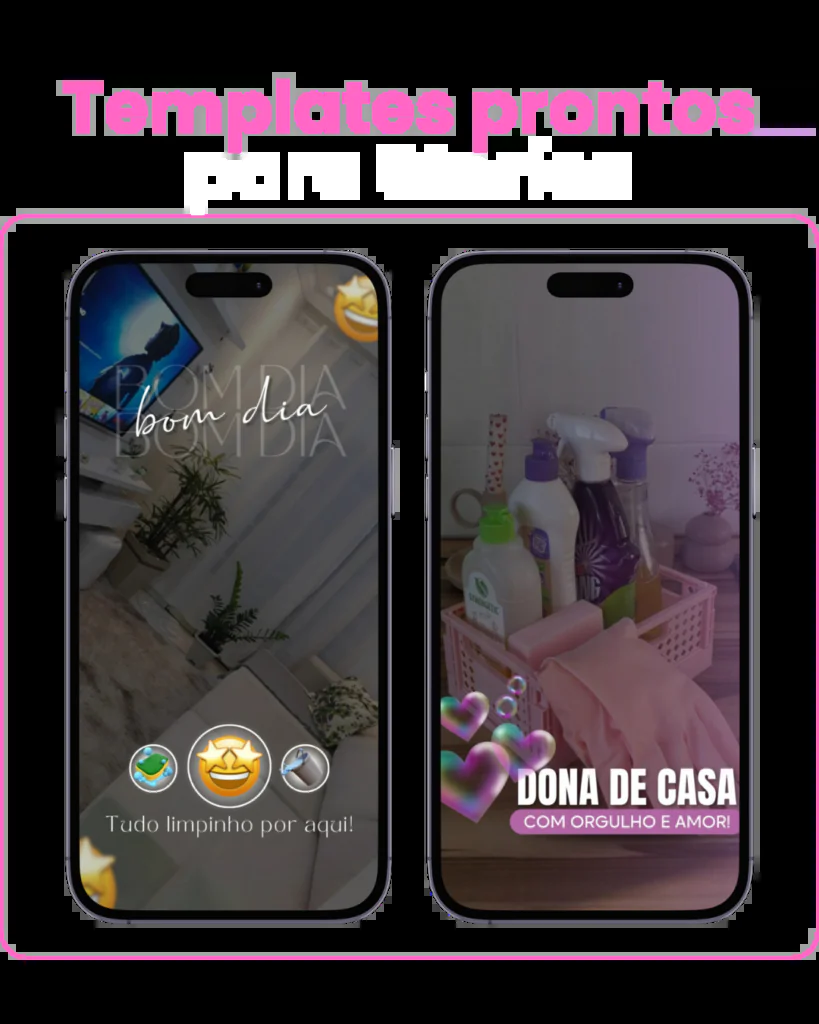 Templates prontos
para Stories
BOM DIA
bom dia
BOM DIA
Tudo limpinho por aqui!
DONA DE CASA
COM ORGULHO E AMOR!